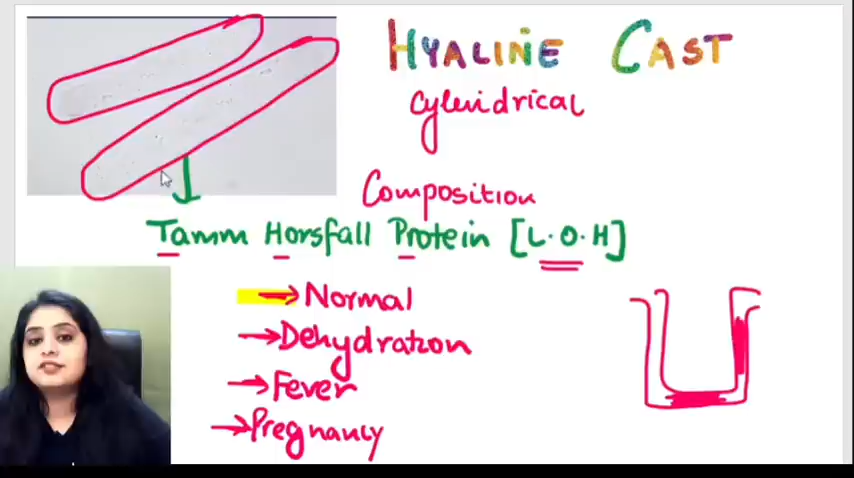 HYALINE CAST
Cylindrical
Composition
Tamm Horsfall Protein [L.O.H]
→ Normal
→ Dehydration
→ Fever
→ Pregnancy